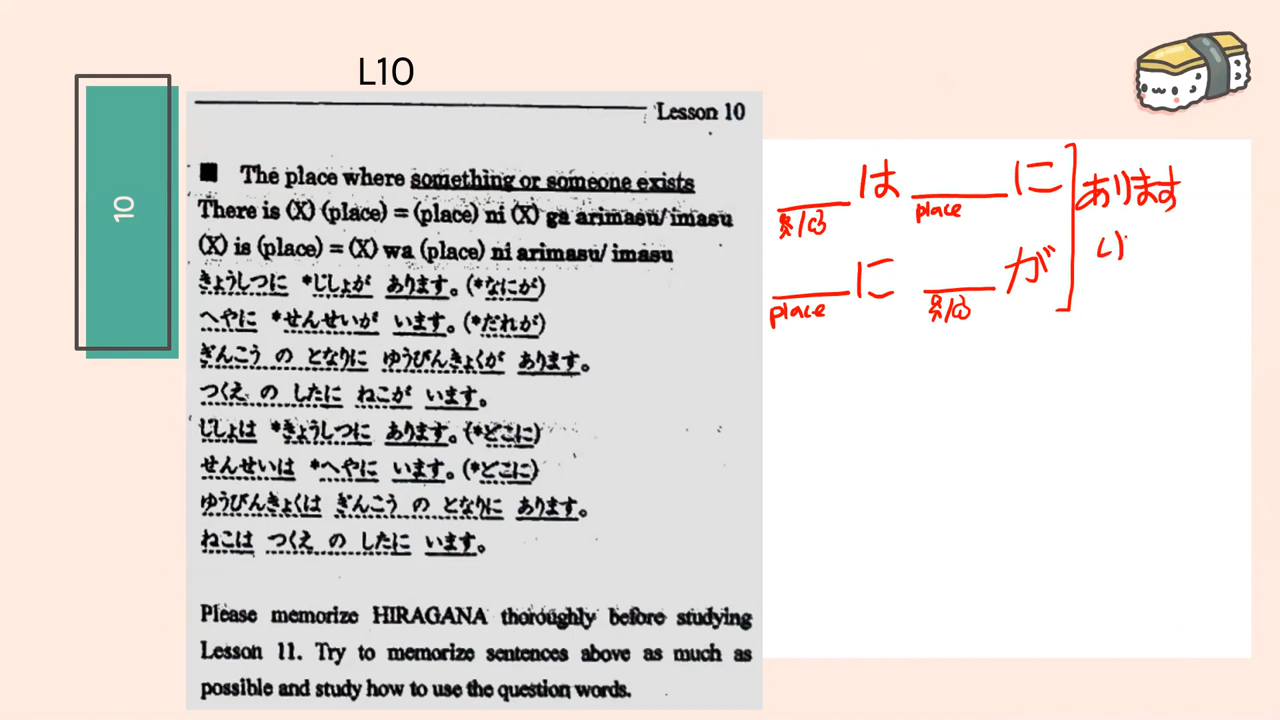 L10
10
Lesson 10
■ The place where something or someone exists
There is (X) (place) = (place) ni (X) ga arimasu/imasu
(X) is (place) = (X) wa (place) ni arimasu/ imasu
きょうしつに *じしょが あります。(*なにが)
へやに *せんせいが います。(*だれが)
ぎんこう の となりに ゆうびんきょくが あります。
つくえ の したに ねこが います。
じしょは *きょうしつに あります。(*どこに)
せんせいは *へやに います。(*どこに)
ゆうびんきょくは ぎんこう の となりに あります。
ねこは つくえ の したに います。
Please memorize HIRAGANA thoroughly before studying
Lesson 11. Try to memorize sentences above as much as
possible and study how to use the question words.
は に あります
place
い
に が
place